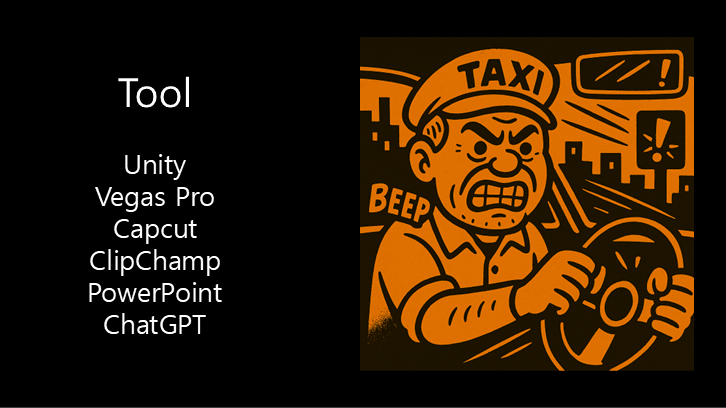 Tool
Unity
Vegas Pro
Capcut
ClipChamp
PowerPoint
ChatGPT
TAXI
!
!
BEEP